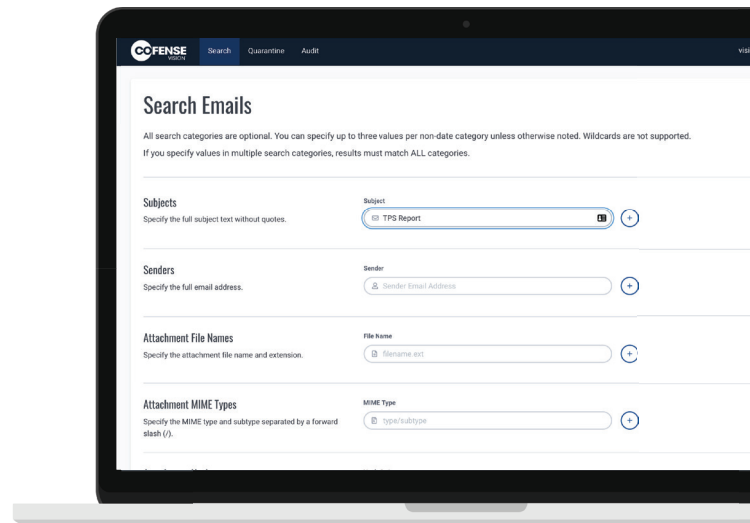 COFENSE
VISION
Search Quarantine Audit
Search Emails
All search categories are optional. You can specify up to three values per non-date category unless otherwise noted. Wildcards are not supported.
If you specify values in multiple search categories, results must match ALL categories.
Subjects
Specify the full subject text without quotes.
Subject
TPS Report
Senders
Specify the full email address.
Sender
Sender Email Address
Attachment File Names
Specify the attachment file name and extension.
File Name
filename.ext
Attachment MIME Types
Specify the MIME type and subtype separated by a forward
slash (/).
MIME Type
type/subtype